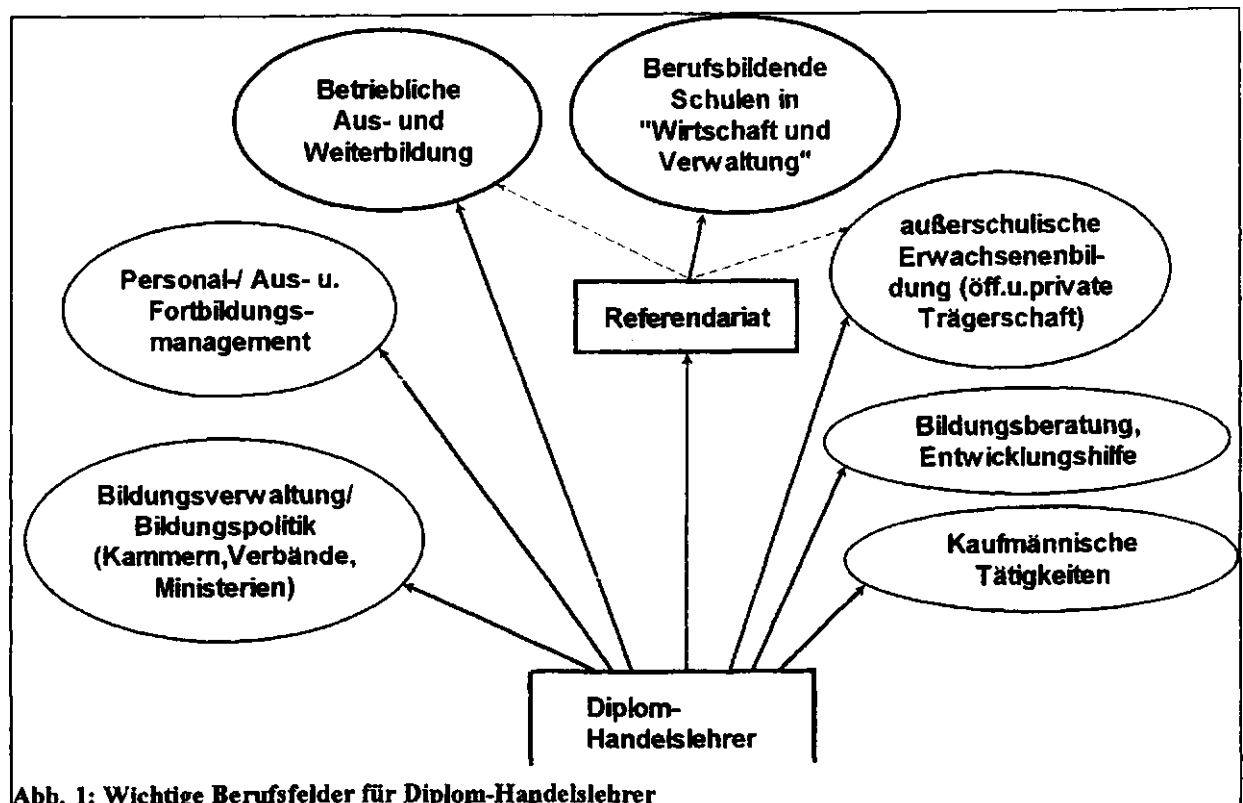 Betriebliche
Aus- und
Weiterbildung
Berufsbildende
Schulen in
"Wirtschaft und
Verwaltung"
Personal-/ Aus- u.
Fortbildungs-
management
Referendariat
außerschulische
Erwachsenenbil-
dung (öff.u.private
Trägerschaft)
Bildungsverwaltung/
Bildungspolitik
(Kammern,Verbände,
Ministerien)
Bildungsberatung,
Entwicklungshilfe
Kaufmännische
Tätigkeiten
Diplom-
Handelslehrer
Abb. 1: Wichtige Berufsfelder für Diplom-Handelslehrer